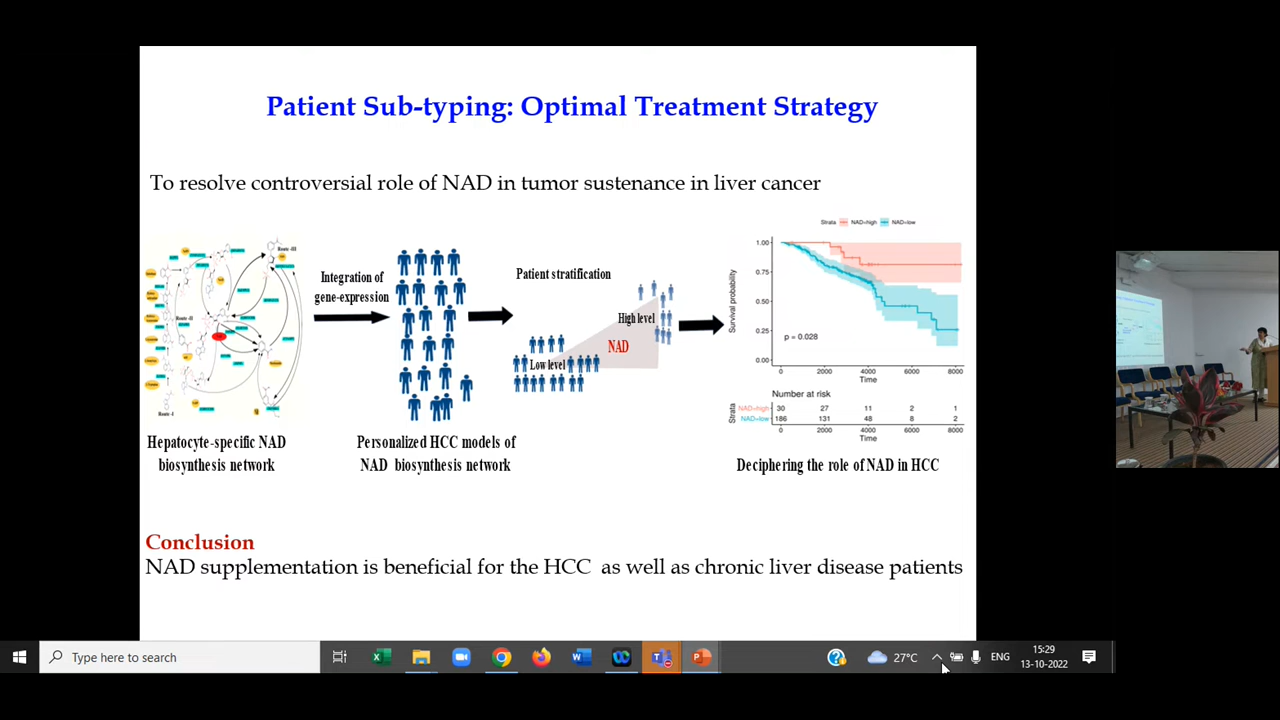 Patient Sub-typing: Optimal Treatment Strategy
To resolve controversial role of NAD in tumor sustenance in liver cancer
Route -III
Route -II
Route -I
Hepatocyte-specific NAD
biosynthesis network
Integration of
gene-expression
Personalized HCC models of
NAD biosynthesis network
Patient stratification
High level
NAD
Low level
Strata NAD=high NAD=low
Survival probability
1.00
0.75
0.50
0.25
0.00
p = 0.028
0 2000 4000 6000 8000
Time
Number at risk
Strata
NAD=high 30 27 11 2 1
NAD=low 186 131 48 8 2
0 2000 4000 6000 8000
Time
Deciphering the role of NAD in HCC
Conclusion
NAD supplementation is beneficial for the HCC as well as chronic liver disease patients
Type here to search
27°C
ENG
15:29
13-10-2022